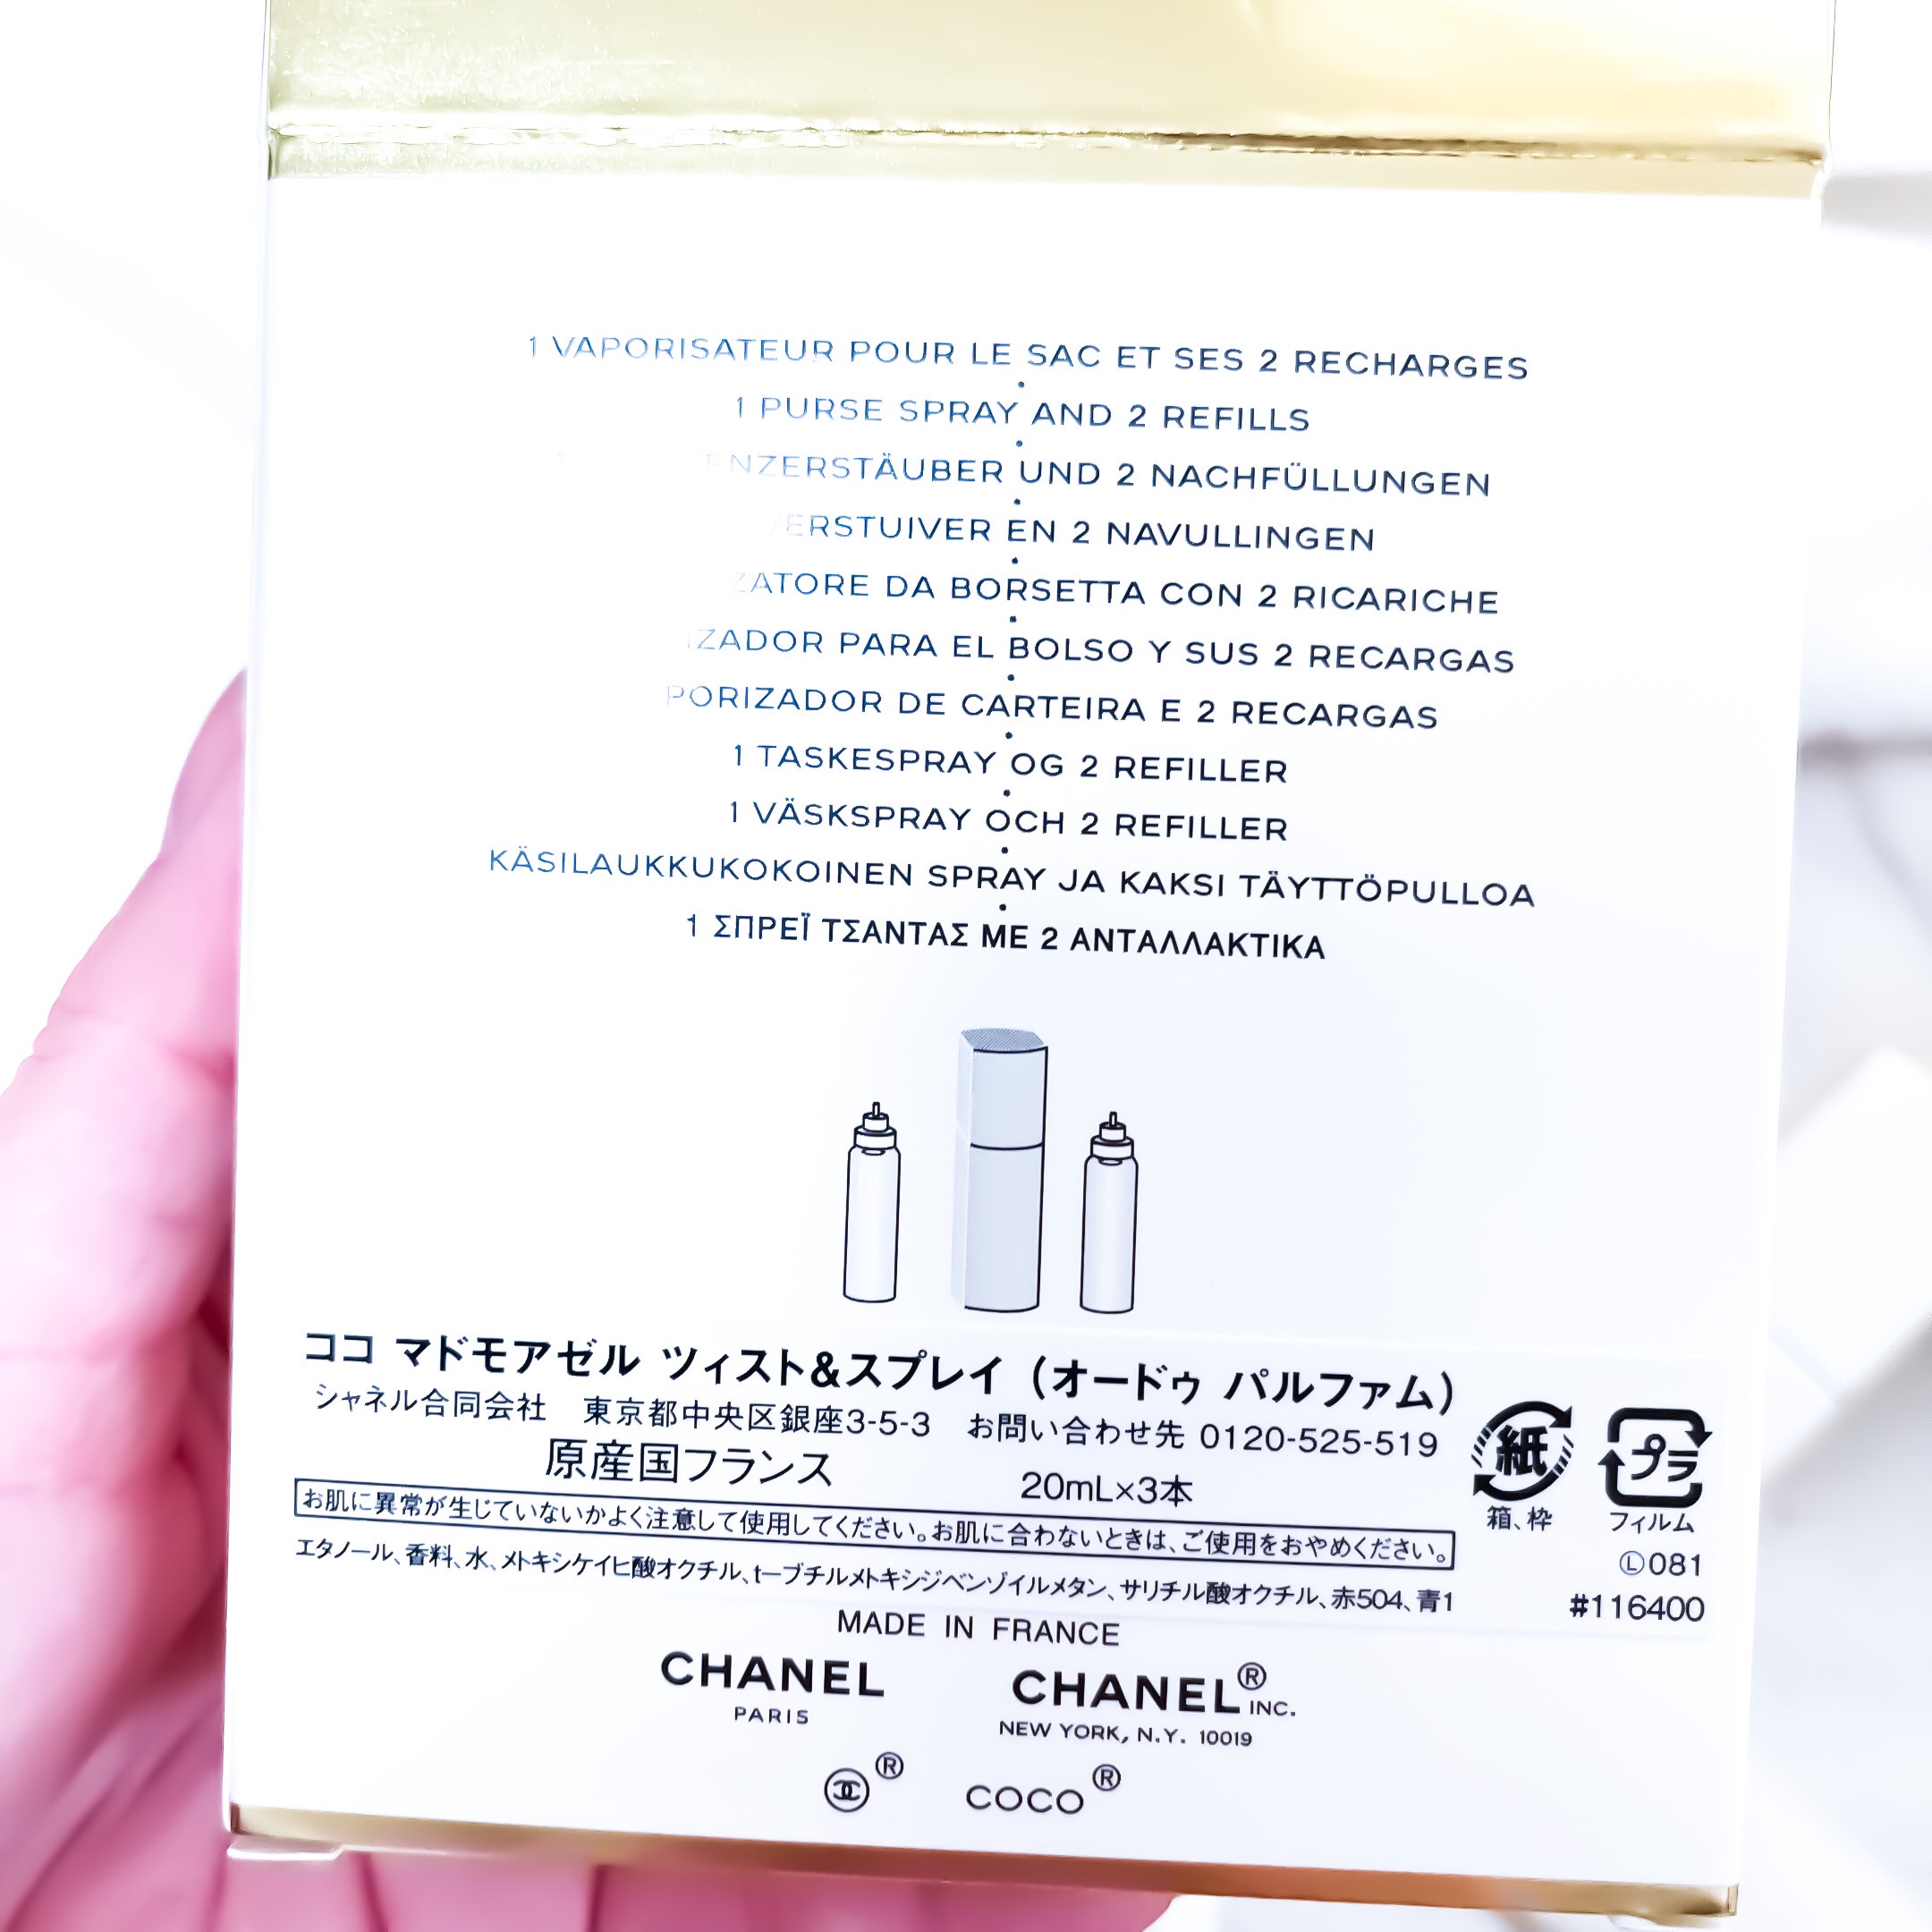 1 VAPORISATEUR POUR LE SAC ET SES 2 RECHARGES
1 PURSE SPRAY AND 2 REFILLS
UND 2 NACHFÜLLUNGEN
EN 2 NAVULLINGEN
DA BORSETTA CON 2 RICARICHE
PARA EL BOLSO Y SUS 2 RECARGAS
DE CARTEIRA E 2 RECARGAS
1 TASKESPRAY OG 2 REFILLER
1 VÄSKSPRAY OCH 2 REFILLER
KÄSILAUKKUKOKOINEN SPRAY JA KAKSI TÄYTTÖPULLOA
1 ΣΠΡΕΪ ΤΣΑΝΤΑΣ ΜΕ 2 ΑΝΤΑΛΛΑΚΤΙΚΑ
ココ マドモアゼル ツィスト&スプレイ (オードゥ パルファム)
シャネル合同会社 東京都中央区銀座3-5-3 お問い合わせ先 0120-525-519
原産国フランス 20mL×3本
お肌に異常が生じていないかよく注意して使用してください。お肌に合わないときは、ご使用をおやめください。
エタノール、香料、水、メトキシケイヒ酸オクチル、t-ブチルメトキシジベンゾイルメタン、サリチル酸オクチル、赤504、青1
紙 プラ
箱、枠 フィルム
Ⓛ081
#116400
MADE IN FRANCE
CHANEL
PARIS
CHANEL® INC.
NEW YORK, N.Y. 10019
® COCO®